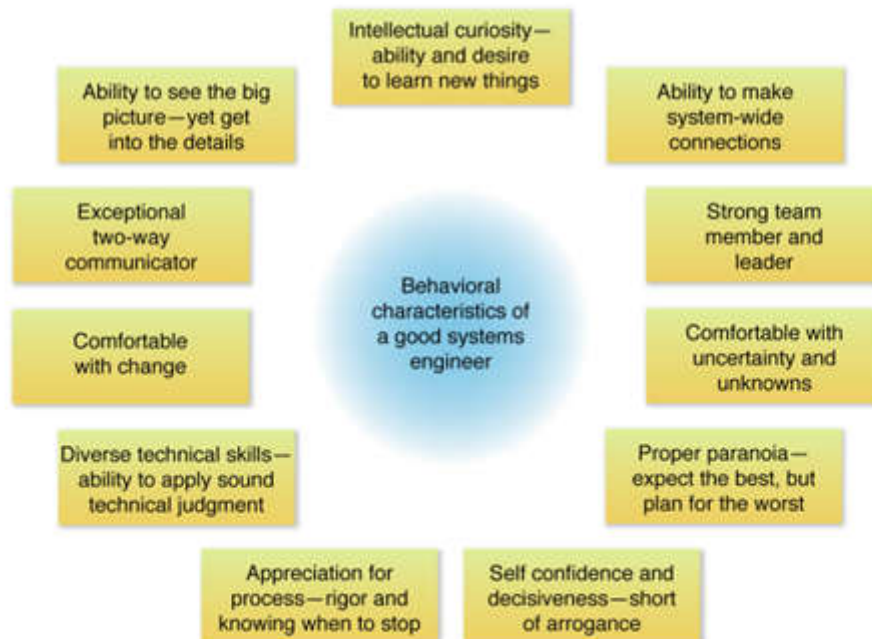 Intellectual curiosity—
ability and desire
to learn new things
Ability to see the big
picture—yet get
into the details
Ability to make
system-wide
connections
Exceptional
two-way
communicator
Strong team
member and
leader
Behavioral
characteristics of
a good systems
engineer
Comfortable
with change
Comfortable with
uncertainty and
unknowns
Diverse technical skills—
ability to apply sound
technical judgment
Proper paranoia—
expect the best, but
plan for the worst
Appreciation for
process—rigor and
knowing when to stop
Self confidence and
decisiveness—short
of arrogance